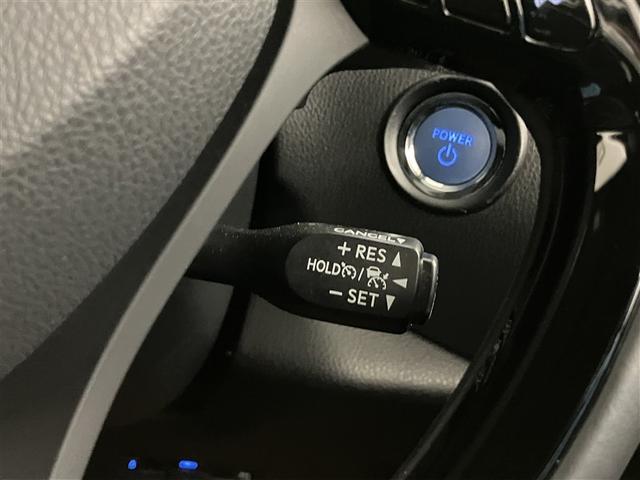 POWER
CANCEL
+ RES ▲
HOLD / ◄
− SET ▼